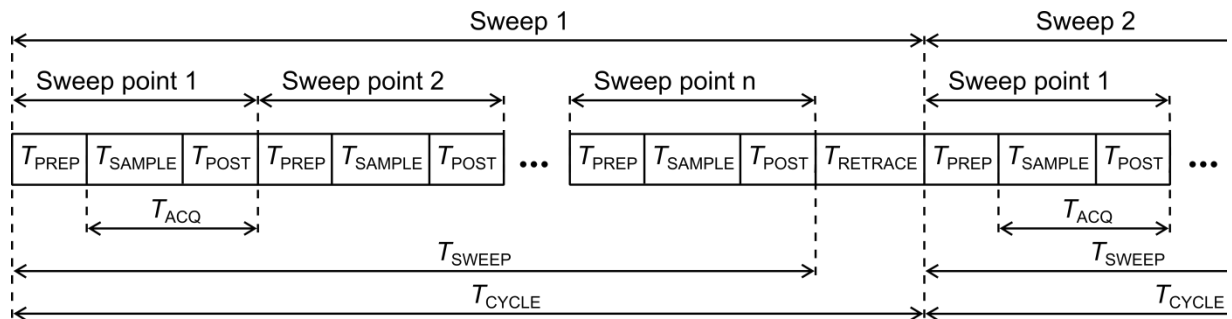 Sweep 1 Sweep 2
Sweep point 1 Sweep point 2 Sweep point n Sweep point 1
TPREP TSAMPLE TPOST TPREP TSAMPLE TPOST ... TPREP TSAMPLE TPOST TRETRACE TPREP TSAMPLE TPOST ...
TACQ TACQ
TSWEEP TSWEEP
TCYCLE TCYCLE